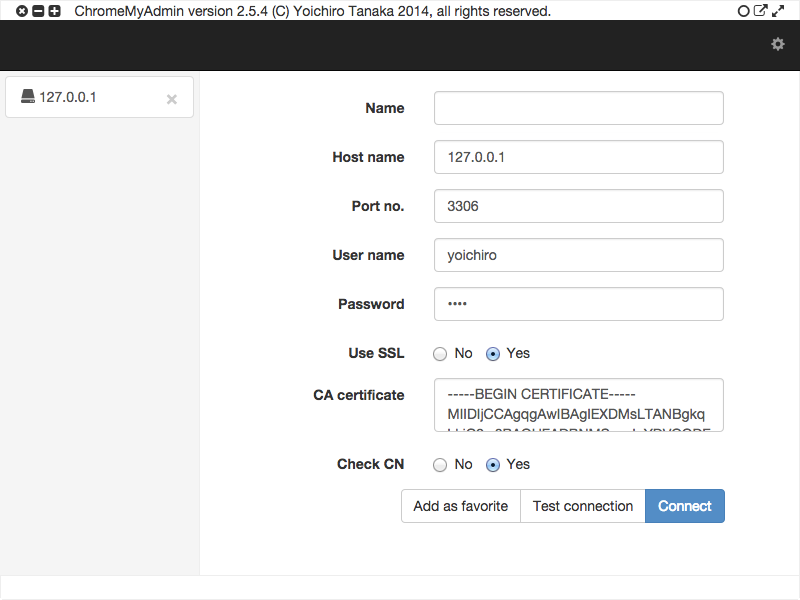 ChromeMyAdmin version 2.5.4 (C) Yoichiro Tanaka 2014, all rights reserved.
127.0.0.1
Name
Host name 127.0.0.1
Port no. 3306
User name yoichiro
Password ••••
Use SSL No Yes
CA certificate -----BEGIN CERTIFICATE-----
MIIDIjCCAgqgAwIBAgIEXDMsLTANBgkq
Check CN No Yes
Add as favorite Test connection Connect